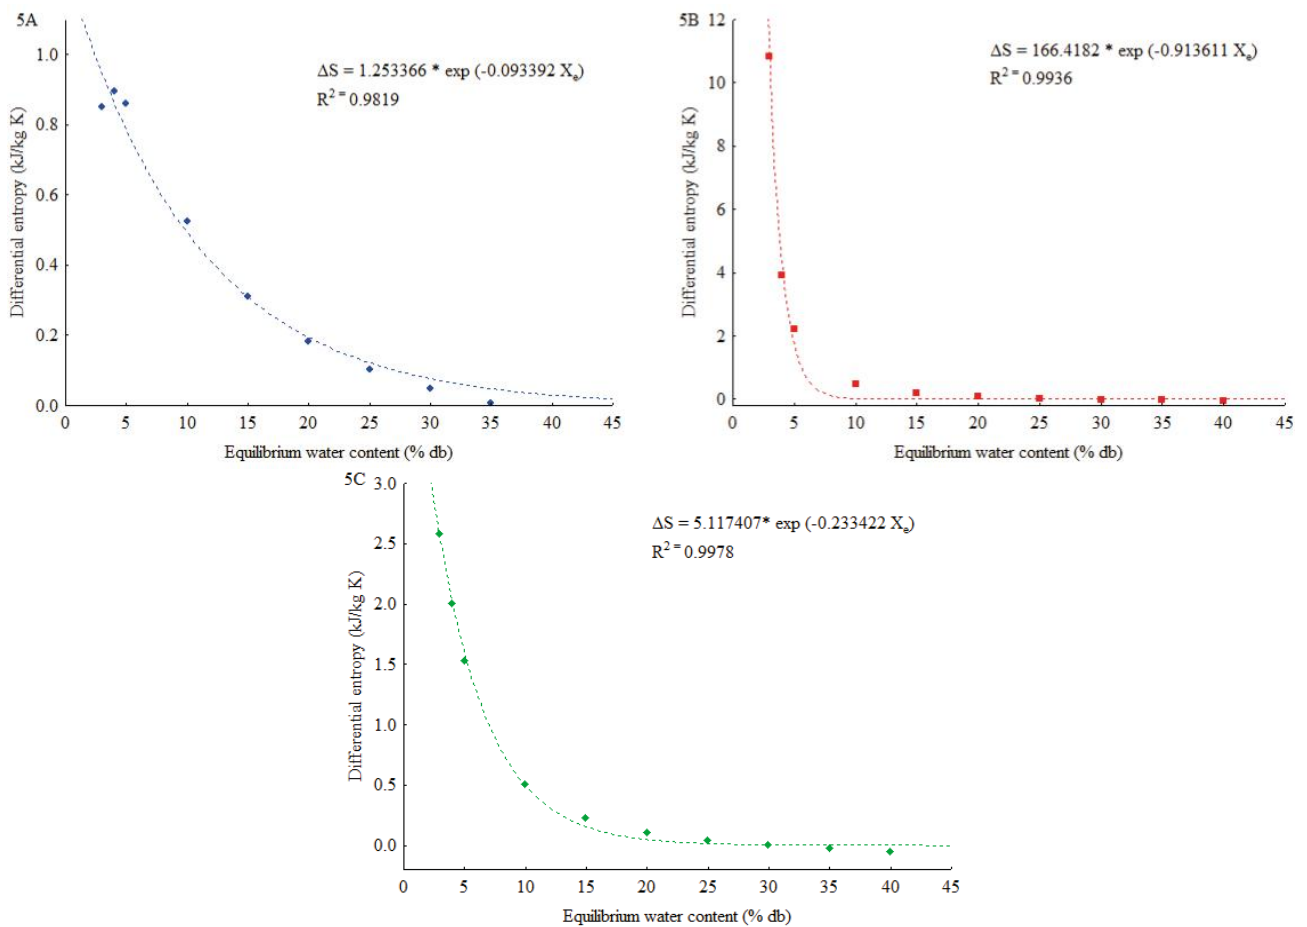 5A
ΔS = 1.253366 * exp (-0.093392 Xe)
R2 = 0.9819
Differential entropy (kJ/kg K)
1.0
0.8
0.6
0.4
0.2
0.0
0 5 10 15 20 25 30 35 40 45
Equilibrium water content (% db)
5B
ΔS = 166.4182 * exp (-0.913611 Xe)
R2 = 0.9936
Differential entropy (kJ/kg K)
12
10
8
6
4
2
0
0 5 10 15 20 25 30 35 40 45
Equilibrium water content (% db)
5C
ΔS = 5.117407* exp (-0.233422 Xe)
R2 = 0.9978
Differential entropy (kJ/kg K)
3.0
2.5
2.0
1.5
1.0
0.5
0.0
0 5 10 15 20 25 30 35 40 45
Equilibrium water content (% db)